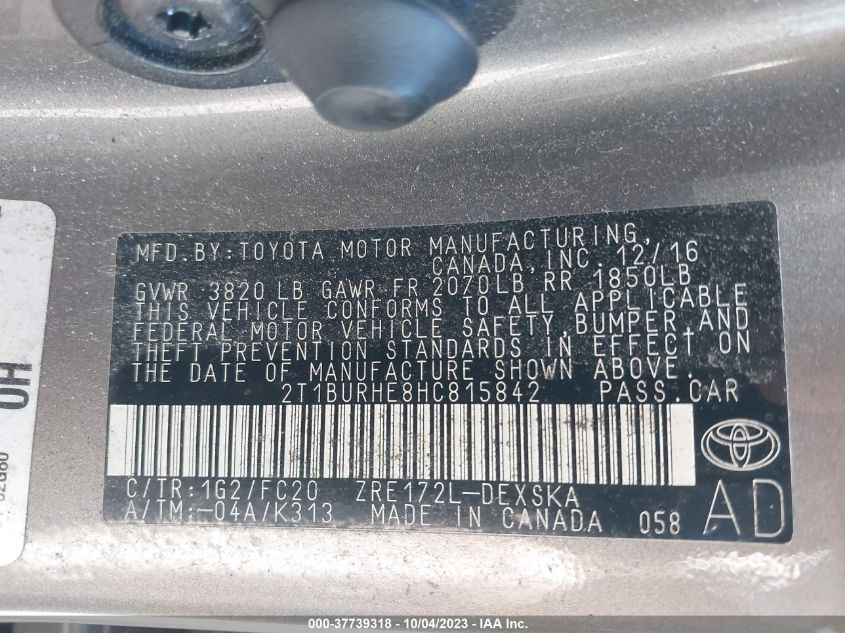 MFD. BY: TOYOTA MOTOR MANUFACTURING,
CANADA, INC. 12/16
GVWR 3820 LB GAWR FR 2070LB RR 1850LB
THIS VEHICLE CONFORMS TO ALL APPLICABLE
FEDERAL MOTOR VEHICLE SAFETY, BUMPER, AND
THEFT PREVENTION STANDARDS IN EFFECT ON
THE DATE OF MANUFACTURE SHOWN ABOVE.
2T1BURHE8HC815842 PASS. CAR
C/TR: 1G2/FC20 ZRE172L-DEXSKA
A/TM: -04A/K313 MADE IN CANADA 058 AD
OH
000-37739318 - 10/04/2023 - IAA Inc.